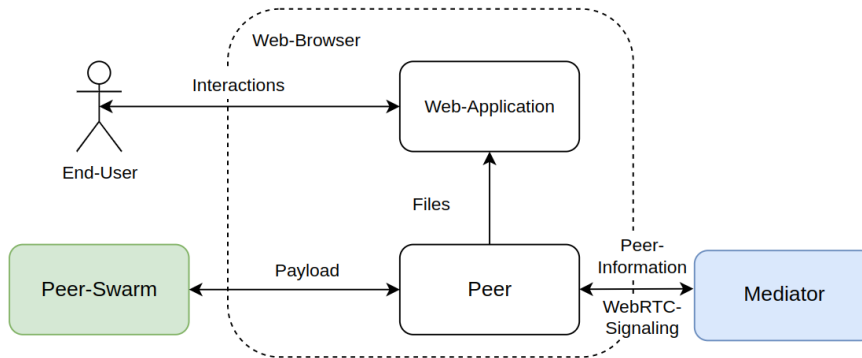 Web-Browser
Interactions
Web-Application
End-User
Files
Peer-Swarm
Payload
Peer
Peer-
Information
WebRTC-
Signaling
Mediator